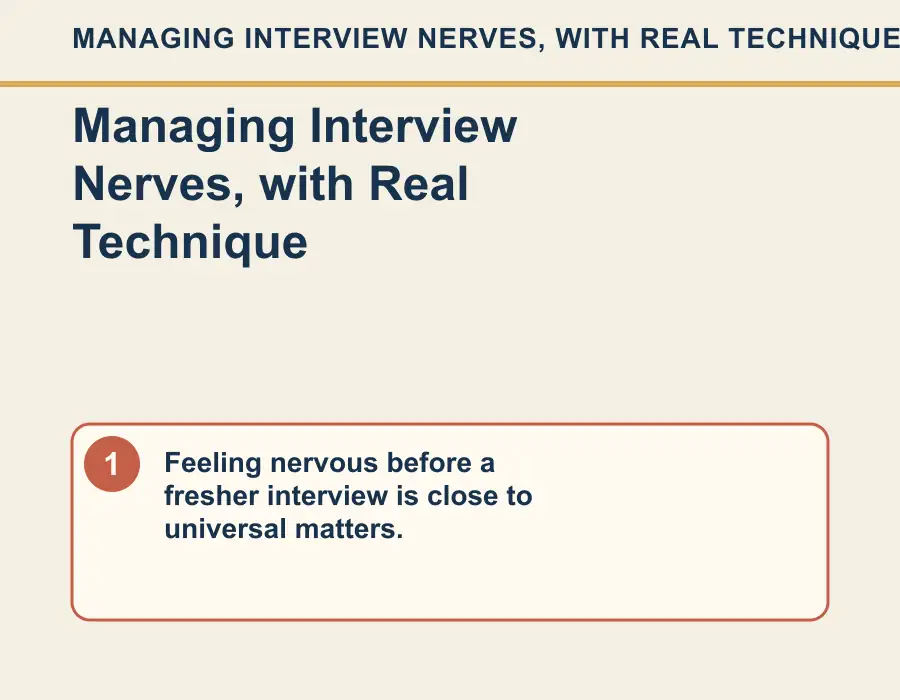 MANAGING INTERVIEW NERVES, WITH REAL TECHNIQUE
Managing Interview
Nerves, with Real
Technique
1
Feeling nervous before a
fresher interview is close to
universal matters.